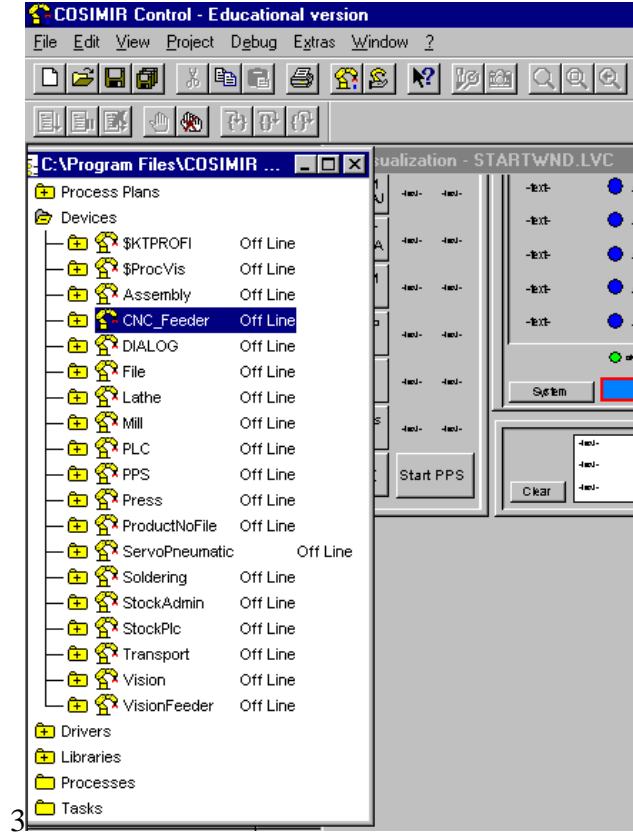 COSIMIR Control - Educational version
File Edit View Project Debug Extras Window ?
C:\Program Files\COSIMIR ...
ualization - STARTWND.LVC
Process Plans
Devices
$KTPROFI Off Line
$ProcVis Off Line
Assembly Off Line
CNC_Feeder Off Line
DIALOG Off Line
File Off Line
Lathe Off Line
Mill Off Line
PLC Off Line
PPS Off Line
Press Off Line
ProductNoFile Off Line
ServoPneumatic Off Line
Soldering Off Line
StockAdmin Off Line
StockPlc Off Line
Transport Off Line
Vision Off Line
VisionFeeder Off Line
Drivers
Libraries
Processes
Tasks
-text-
-text-
-text-
-text-
-text-
System
Start PPS
Clear
3